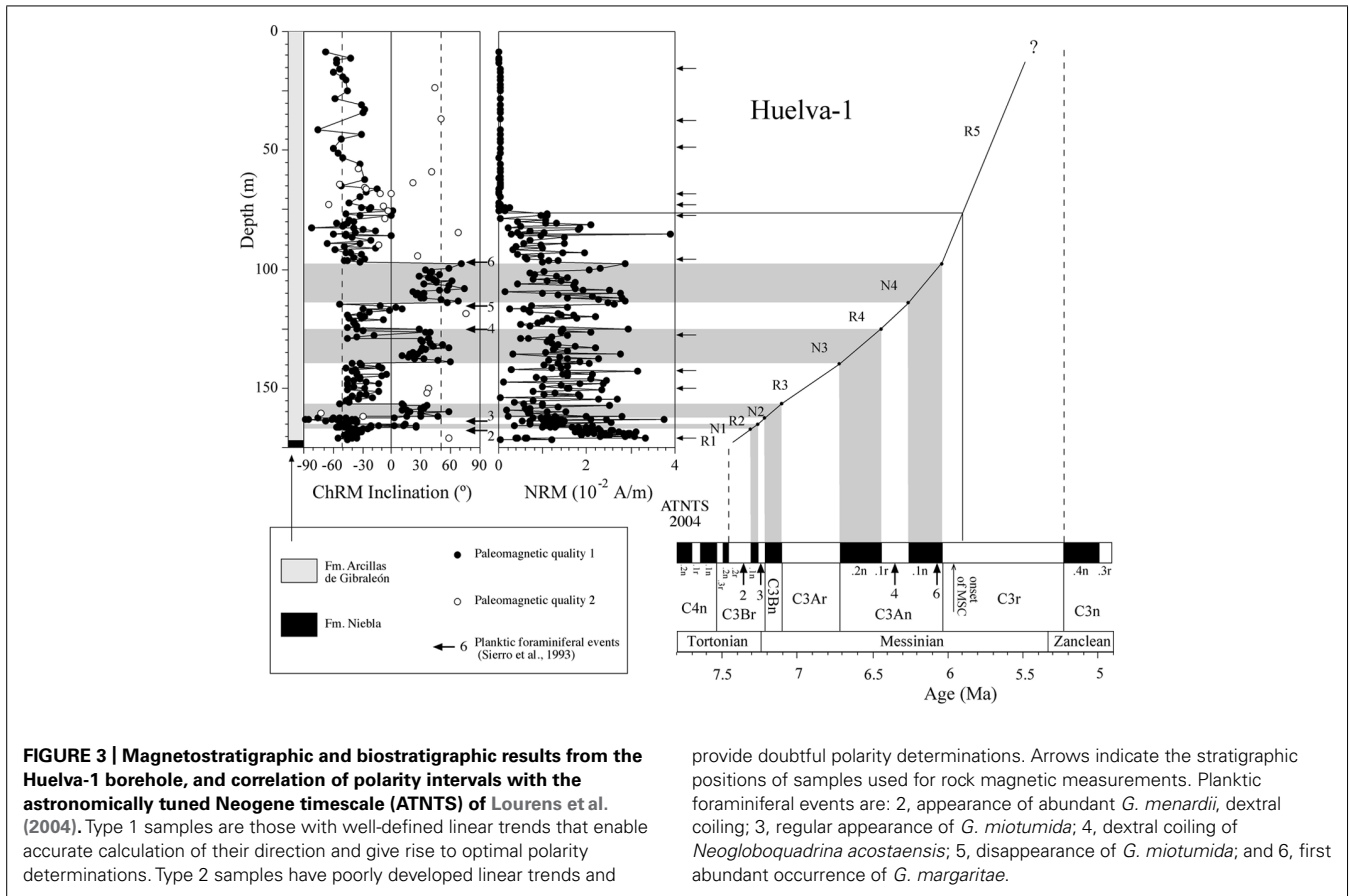 0
50
100
150
Depth (m)
-90 -60 -30 0 30 60 90
ChRM Inclination (º)
0 2 4
NRM (10-2 A/m)
6
5
4
3
2
Huelva-1
?
R5
N4
R4
N3
R3
N2
R2
N1
R1
ATNTS
2004
.2n .1r .1n .2n .2r .3r 1n .2n .1r .1n .4n .3r
2 3 4 6
onset of MSC
C4n C3Br C3Bn C3Ar C3An C3r C3n
Tortonian Messinian Zanclean
7.5 7 6.5 6 5.5 5
Age (Ma)
Fm. Arcillas
de Gibraleón
Fm. Niebla
Paleomagnetic quality 1
Paleomagnetic quality 2
6 Planktic foraminiferal events
(Sierro et al., 1993)
FIGURE 3 | Magnetostratigraphic and biostratigraphic results from the
Huelva-1 borehole, and correlation of polarity intervals with the
astronomically tuned Neogene timescale (ATNTS) of Lourens et al.
(2004). Type 1 samples are those with well-defined linear trends that enable
accurate calculation of their direction and give rise to optimal polarity
determinations. Type 2 samples have poorly developed linear trends and
provide doubtful polarity determinations. Arrows indicate the stratigraphic
positions of samples used for rock magnetic measurements. Planktic
foraminiferal events are: 2, appearance of abundant G. menardii, dextral
coiling; 3, regular appearance of G. miotumida; 4, dextral coiling of
Neogloboquadrina acostaensis; 5, disappearance of G. miotumida; and 6, first
abundant occurrence of G. margaritae.